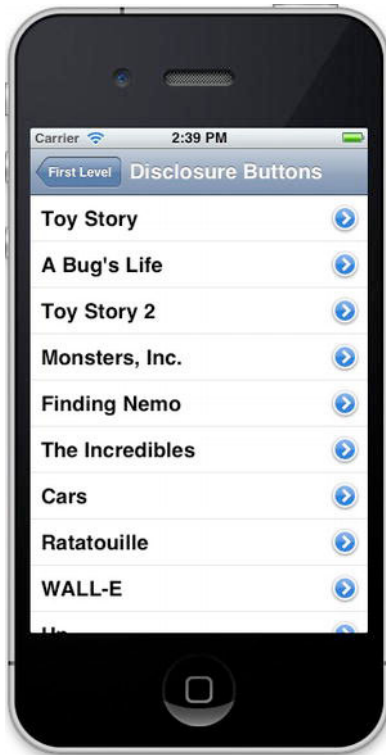 Carrier 2:39 PM
First Level Disclosure Buttons
Toy Story
A Bug's Life
Toy Story 2
Monsters, Inc.
Finding Nemo
The Incredibles
Cars
Ratatouille
WALL-E